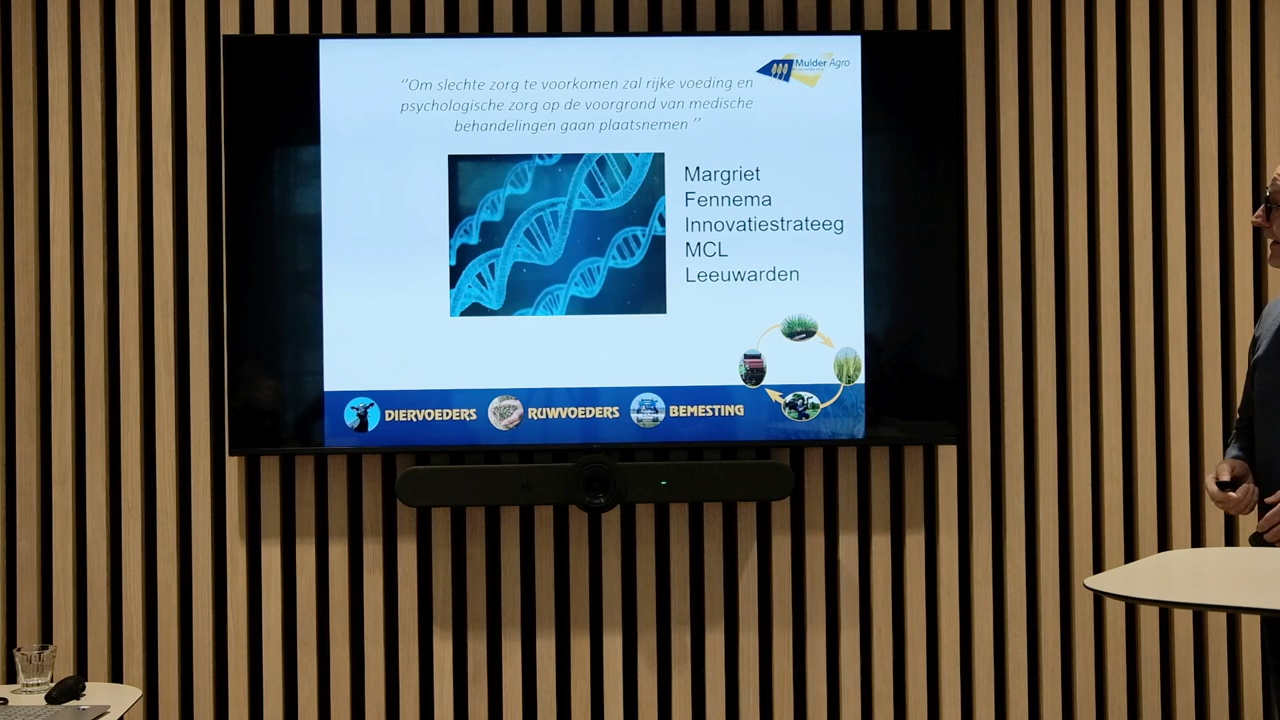 Mulder Agro
‘’Om slechte zorg te voorkomen zal rijke voeding en
psychologische zorg op de voorgrond van medische
behandelingen gaan plaatsnemen ’’
Margriet
Fennema
Innovatiestrateeg
MCL
Leeuwarden
DIERVOEDERS RUWVOEDERS BEMESTING